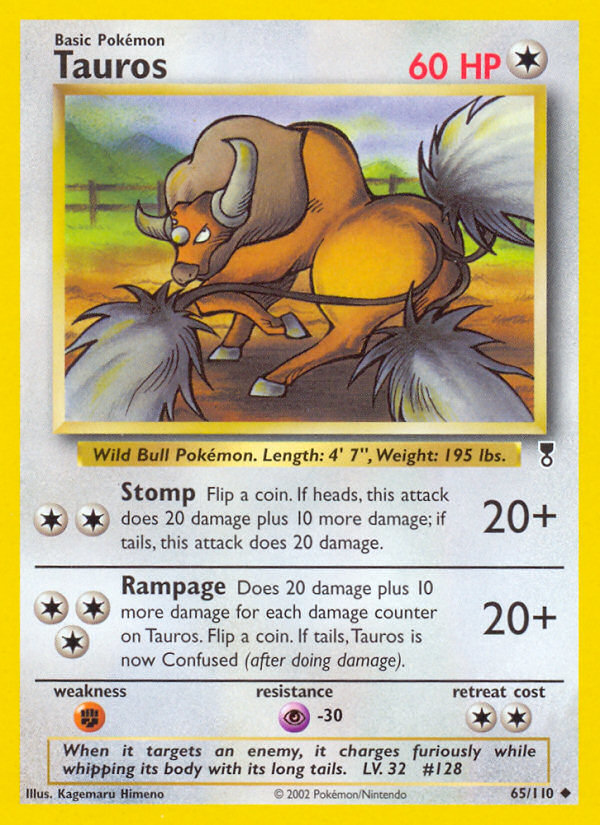 Basic Pokémon
Tauros
60 HP
Wild Bull Pokémon. Length: 4' 7", Weight: 195 lbs.
Stomp Flip a coin. If heads, this attack
does 20 damage plus 10 more damage; if
tails, this attack does 20 damage.
20+
Rampage Does 20 damage plus 10
more damage for each damage counter
on Tauros. Flip a coin. If tails, Tauros is
now Confused (after doing damage).
20+
weakness
resistance
retreat cost
-30
When it targets an enemy, it charges furiously while
whipping its body with its long tails. LV. 32 #128
Illus. Kagemaru Himeno
© 2002 Pokémon/Nintendo
65/110